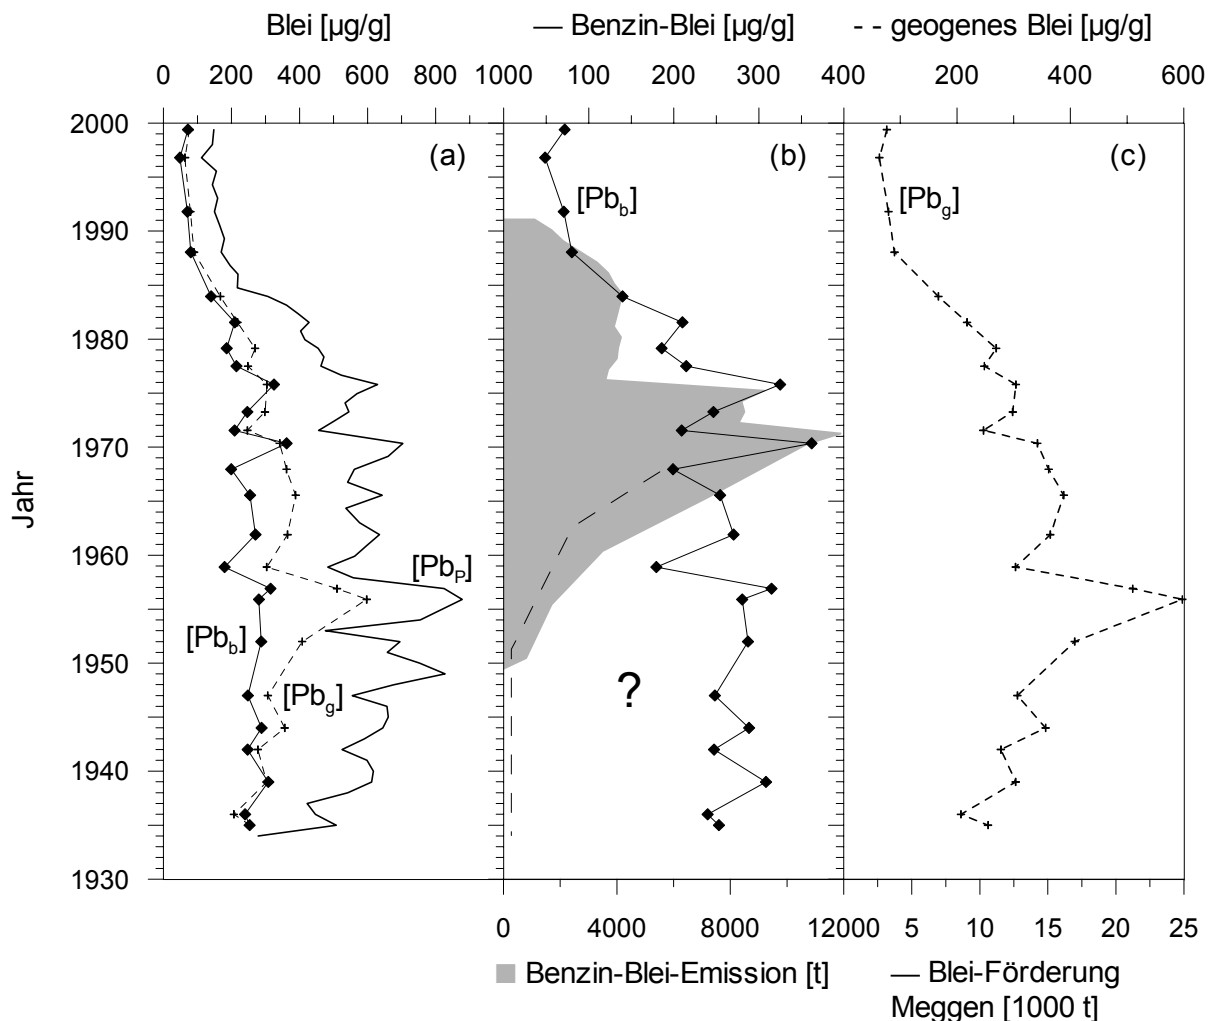 Blei [µg/g] — Benzin-Blei [µg/g] -- geogenes Blei [µg/g]
0 200 400 600 800 1000 100 200 300 400 200 400 600
2000
(a) (b) (c)
[Pb_b] [Pb_g]
1990
1980
1970
Jahr
1960
[Pb_P]
[Pb_b]
1950
[Pb_g] ?
1940
1930
0 4000 8000 12000 5 10 15 20 25
Benzin-Blei-Emission [t] — Blei-Förderung
Meggen [1000 t]